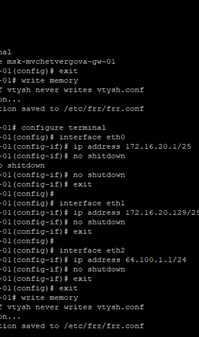 nal
e msk-mvchetvergova-gw-01
-01(config)# exit
-01# write memory
f vtysh never writes vtysh.conf
on...
tion saved to /etc/frr/frr.conf
-01# configure terminal
-01(config)# interface eth0
-01(config-if)# ip address 172.16.20.1/25
-01(config-if)# no shutdown
o shitdown
-01(config-if)# no shutdown
-01(config-if)# exit
-01(config)#
-01(config)# interface eth1
-01(config-if)# ip address 172.16.20.129/25
-01(config-if)# no shutdown
-01(config-if)# exit
-01(config)#
-01(config)# interface eth2
-01(config-if)# ip address 64.100.1.1/24
-01(config-if)# no shutdown
-01(config-if)# exit
-01(config)# exit
-01# write memory
f vtysh never writes vtysh.conf
on...
tion saved to /etc/frr/frr.conf